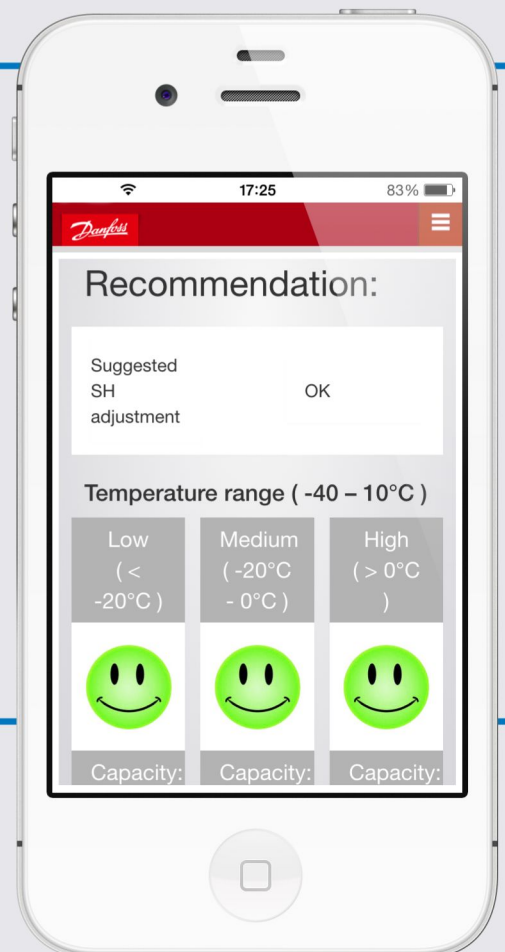 17:25
83%
Danfoss
Recommendation:
Suggested
SH
adjustment
OK
Temperature range ( -40 – 10°C )
Low
( <
-20°C )
Medium
( -20°C
- 0°C )
High
( > 0°C
)
Capacity:
Capacity:
Capacity: